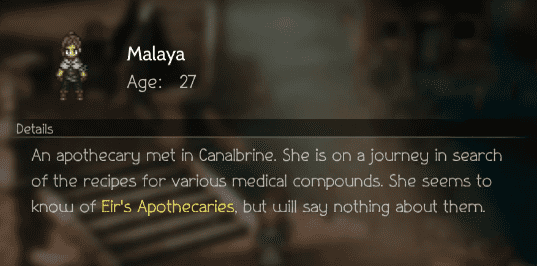 Malaya
Age: 27
Details
An apothecary met in Canalbrine. She is on a journey in search
of the recipes for various medical compounds. She seems to
know of Eir's Apothecaries, but will say nothing about them.